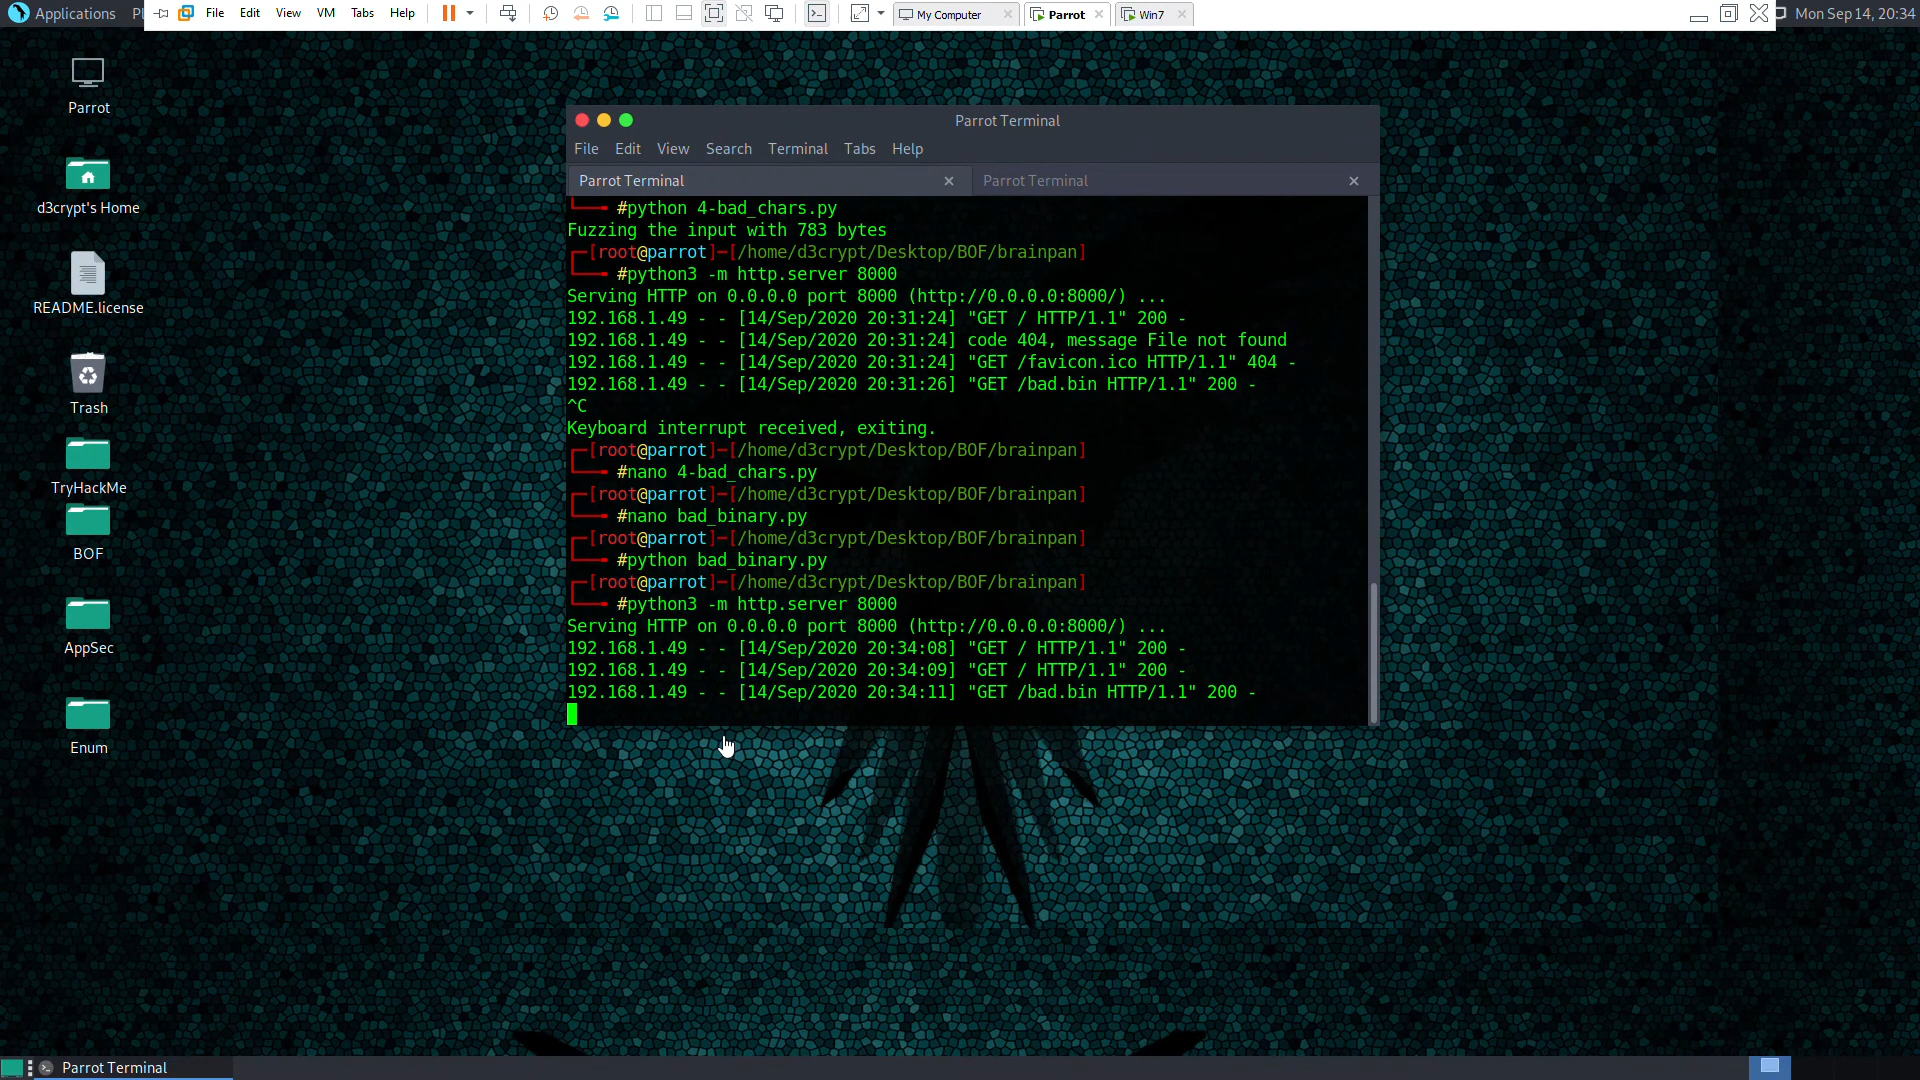 Applications
Pl
File Edit View VM Tabs Help
My Computer
Parrot
Win7
Mon Sep 14, 20:34
Parrot
d3crypt's Home
README.license
Trash
TryHackMe
BOF
AppSec
Enum
Parrot Terminal
File Edit View Search Terminal Tabs Help
Parrot Terminal
Parrot Terminal
#python 4-bad_chars.py
Fuzzing the input with 783 bytes
[root@parrot]-[/home/d3crypt/Desktop/BOF/brainpan]
#python3 -m http.server 8000
Serving HTTP on 0.0.0.0 port 8000 (http://0.0.0.0:8000/) ...
192.168.1.49 - - [14/Sep/2020 20:31:24] "GET / HTTP/1.1" 200 -
192.168.1.49 - - [14/Sep/2020 20:31:24] code 404, message File not found
192.168.1.49 - - [14/Sep/2020 20:31:24] "GET /favicon.ico HTTP/1.1" 404 -
192.168.1.49 - - [14/Sep/2020 20:31:26] "GET /bad.bin HTTP/1.1" 200 -
^C
Keyboard interrupt received, exiting.
[root@parrot]-[/home/d3crypt/Desktop/BOF/brainpan]
#nano 4-bad_chars.py
[root@parrot]-[/home/d3crypt/Desktop/BOF/brainpan]
#nano bad_binary.py
[root@parrot]-[/home/d3crypt/Desktop/BOF/brainpan]
#python bad_binary.py
[root@parrot]-[/home/d3crypt/Desktop/BOF/brainpan]
#python3 -m http.server 8000
Serving HTTP on 0.0.0.0 port 8000 (http://0.0.0.0:8000/) ...
192.168.1.49 - - [14/Sep/2020 20:34:08] "GET / HTTP/1.1" 200 -
192.168.1.49 - - [14/Sep/2020 20:34:09] "GET / HTTP/1.1" 200 -
192.168.1.49 - - [14/Sep/2020 20:34:11] "GET /bad.bin HTTP/1.1" 200 -
Parrot Terminal